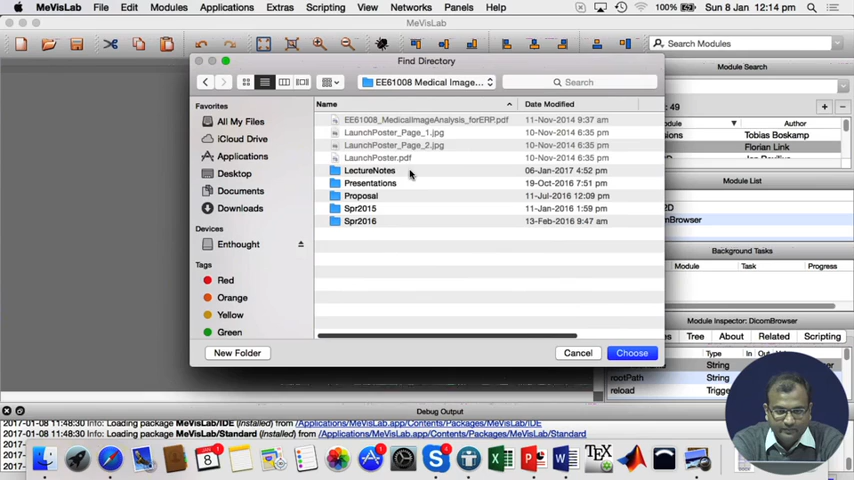 MeVisLab File Edit Modules Applications Extras Scripting View Networks Panels Help 100% Sun 8 Jan 12:14 pm
MeVisLab
Search Modules
Find Directory
EE61008 Medical Image...
Search
Module Search
Favorites
All My Files
iCloud Drive
Applications
Desktop
Documents
Downloads
Devices
Enthought
Tags
Red
Orange
Yellow
Green
Name Date Modified
EE61008_MedicalImageAnalysis_forERP.pdf 11-Nov-2014 9:37 am
LaunchPoster_Page_1.jpg 10-Nov-2014 6:35 pm
LaunchPoster_Page_2.jpg 10-Nov-2014 6:35 pm
LaunchPoster.pdf 10-Nov-2014 6:35 pm
LectureNotes 06-Jan-2017 4:52 pm
Presentations 19-Oct-2016 7:51 pm
Proposal 11-Jul-2016 12:09 pm
Spr2015 11-Jan-2016 1:59 pm
Spr2016 13-Feb-2016 9:47 am
New Folder Cancel Choose
: 49
Tobias Boskamp
Florian Link
Module List
Background Tasks
Module Task Progress
Module Inspector: DicomBrowser
Tree About Related Scripting
Type
String
rootPath String
reload
Debug Output
2017-01-08 11:48:30 Info: Loading package MeVisLab/IDE (Installed) (/Applications/MeVisLab.app/Contents/Packages/MeVisLab/IDE)
2017-01-08 11:48:30 Info: Loading package MeVisLab/Standard (Installed) (/Applications/MeVisLab.app/Contents/Packages/MeVisLab/Standard)